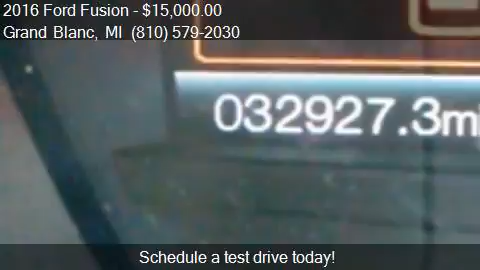 2016 Ford Fusion - $15,000.00
Grand Blanc, MI (810) 579-2030
032927.3mi
Schedule a test drive today!